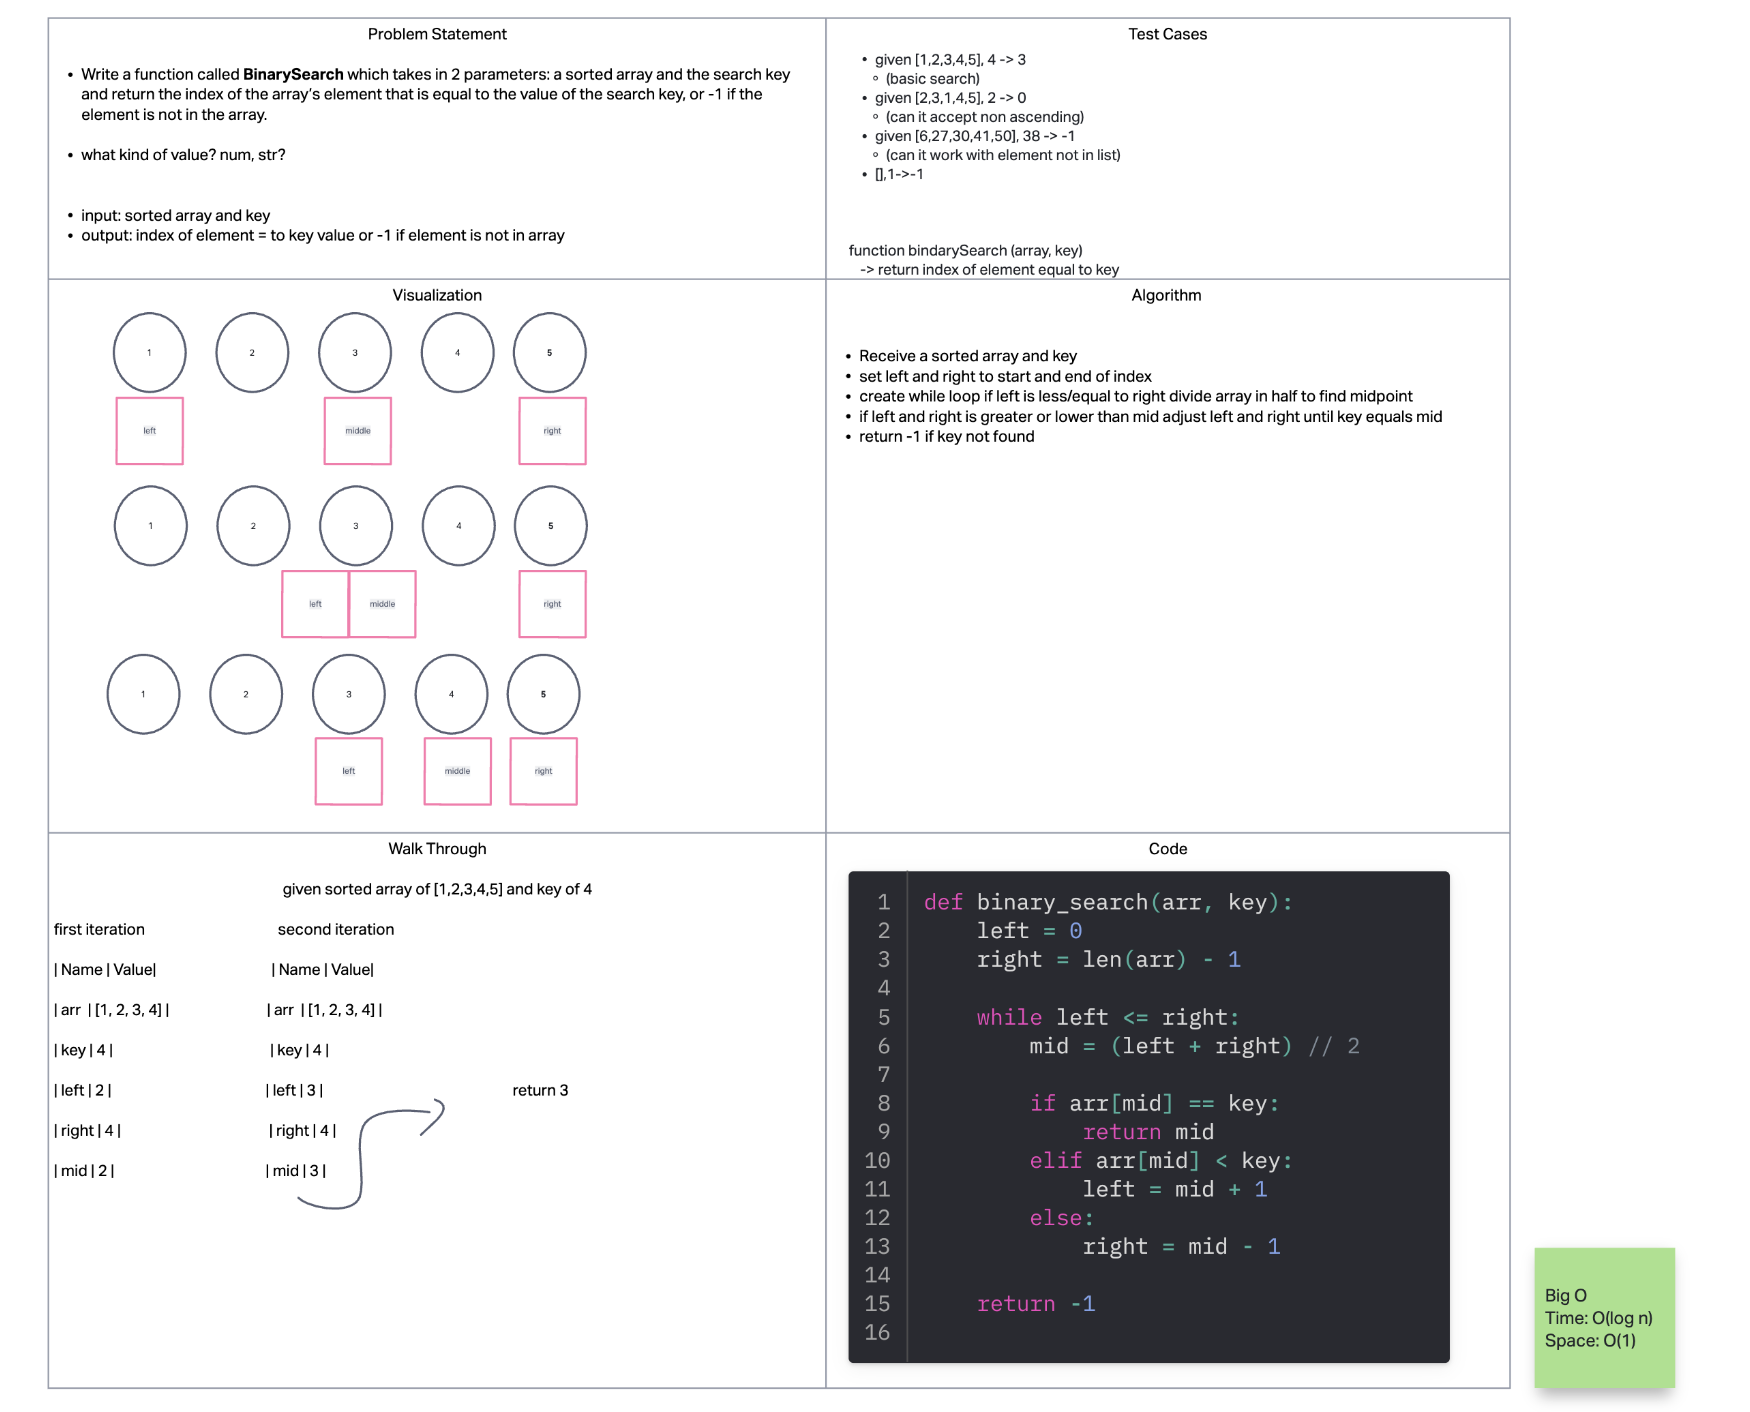 Problem Statement
• Write a function called BinarySearch which takes in 2 parameters: a sorted array and the search key
and return the index of the array's element that is equal to the value of the search key, or -1 if the
element is not in the array.
• what kind of value? num, str?
• input: sorted array and key
• output: index of element = to key value or -1 if element is not in array
Test Cases
• given [1,2,3,4,5], 4 -> 3
◦ (basic search)
• given [2,3,1,4,5], 2 -> 0
◦ (can it accept non ascending)
• given [6,27,30,41,50], 38 -> -1
◦ (can it work with element not in list)
• [],1->-1
function bindarySearch (array, key)
-> return index of element equal to key
Visualization
1 2 3 4 5
left middle right
1 2 3 4 5
left middle right
1 2 3 4 5
left middle right
Algorithm
• Receive a sorted array and key
• set left and right to start and end of index
• create while loop if left is less/equal to right divide array in half to find midpoint
• if left and right is greater or lower than mid adjust left and right until key equals mid
• return -1 if key not found
Walk Through
given sorted array of [1,2,3,4,5] and key of 4
first iteration second iteration
| Name | Value| | Name | Value|
| arr | [1, 2, 3, 4] | | arr | [1, 2, 3, 4] |
| key | 4 | | key | 4 |
| left | 2 | | left | 3 | return 3
| right | 4 | | right | 4 |
| mid | 2 | | mid | 3 |
Code
1 def binary_search(arr, key):
2 left = 0
3 right = len(arr) - 1
4
5 while left <= right:
6 mid = (left + right) // 2
7
8 if arr[mid] == key:
9 return mid
10 elif arr[mid] < key:
11 left = mid + 1
12 else:
13 right = mid - 1
14
15 return -1
16
Big O
Time: O(log n)
Space: O(1)